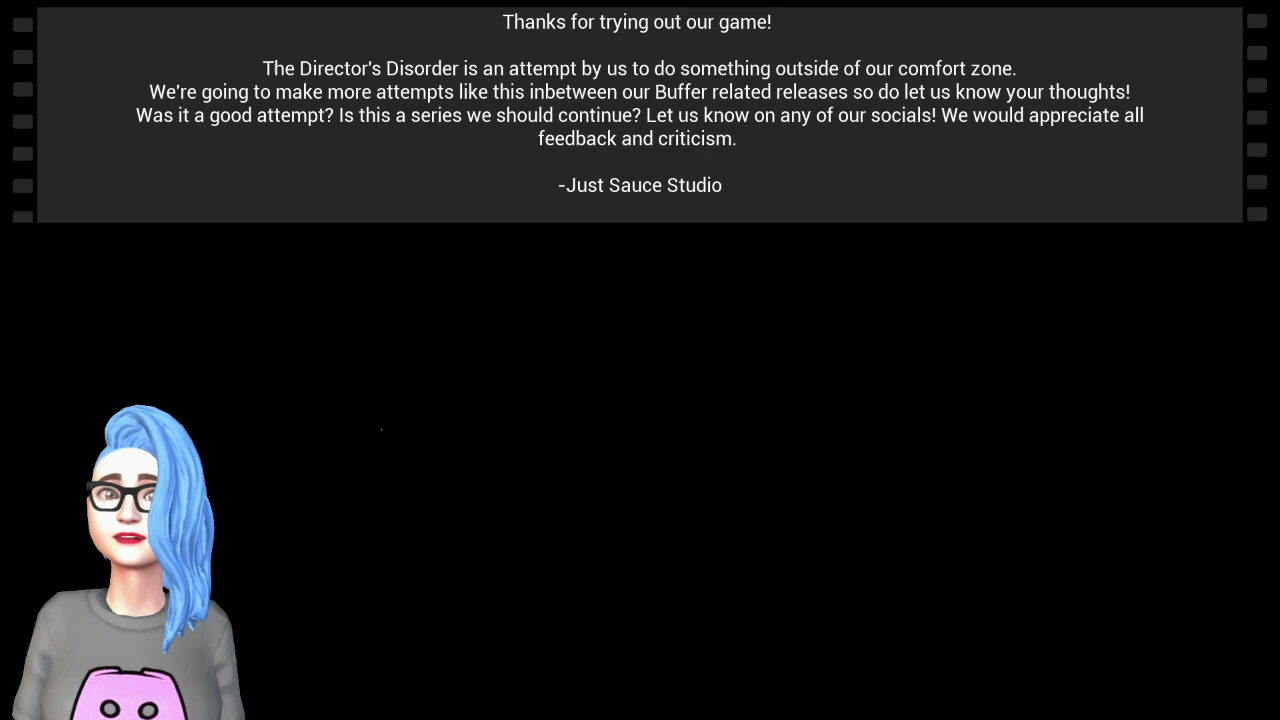 Thanks for trying out our game!
The Director's Disorder is an attempt by us to do something outside of our comfort zone.
We're going to make more attempts like this inbetween our Buffer related releases so do let us know your thoughts!
Was it a good attempt? Is this a series we should continue? Let us know on any of our socials! We would appreciate all
feedback and criticism.
-Just Sauce Studio